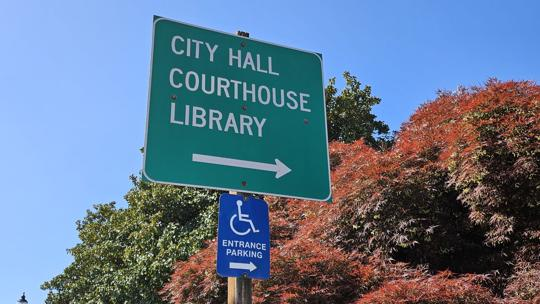 CITY HALL
COURTHOUSE
LIBRARY
ENTRANCE
PARKING